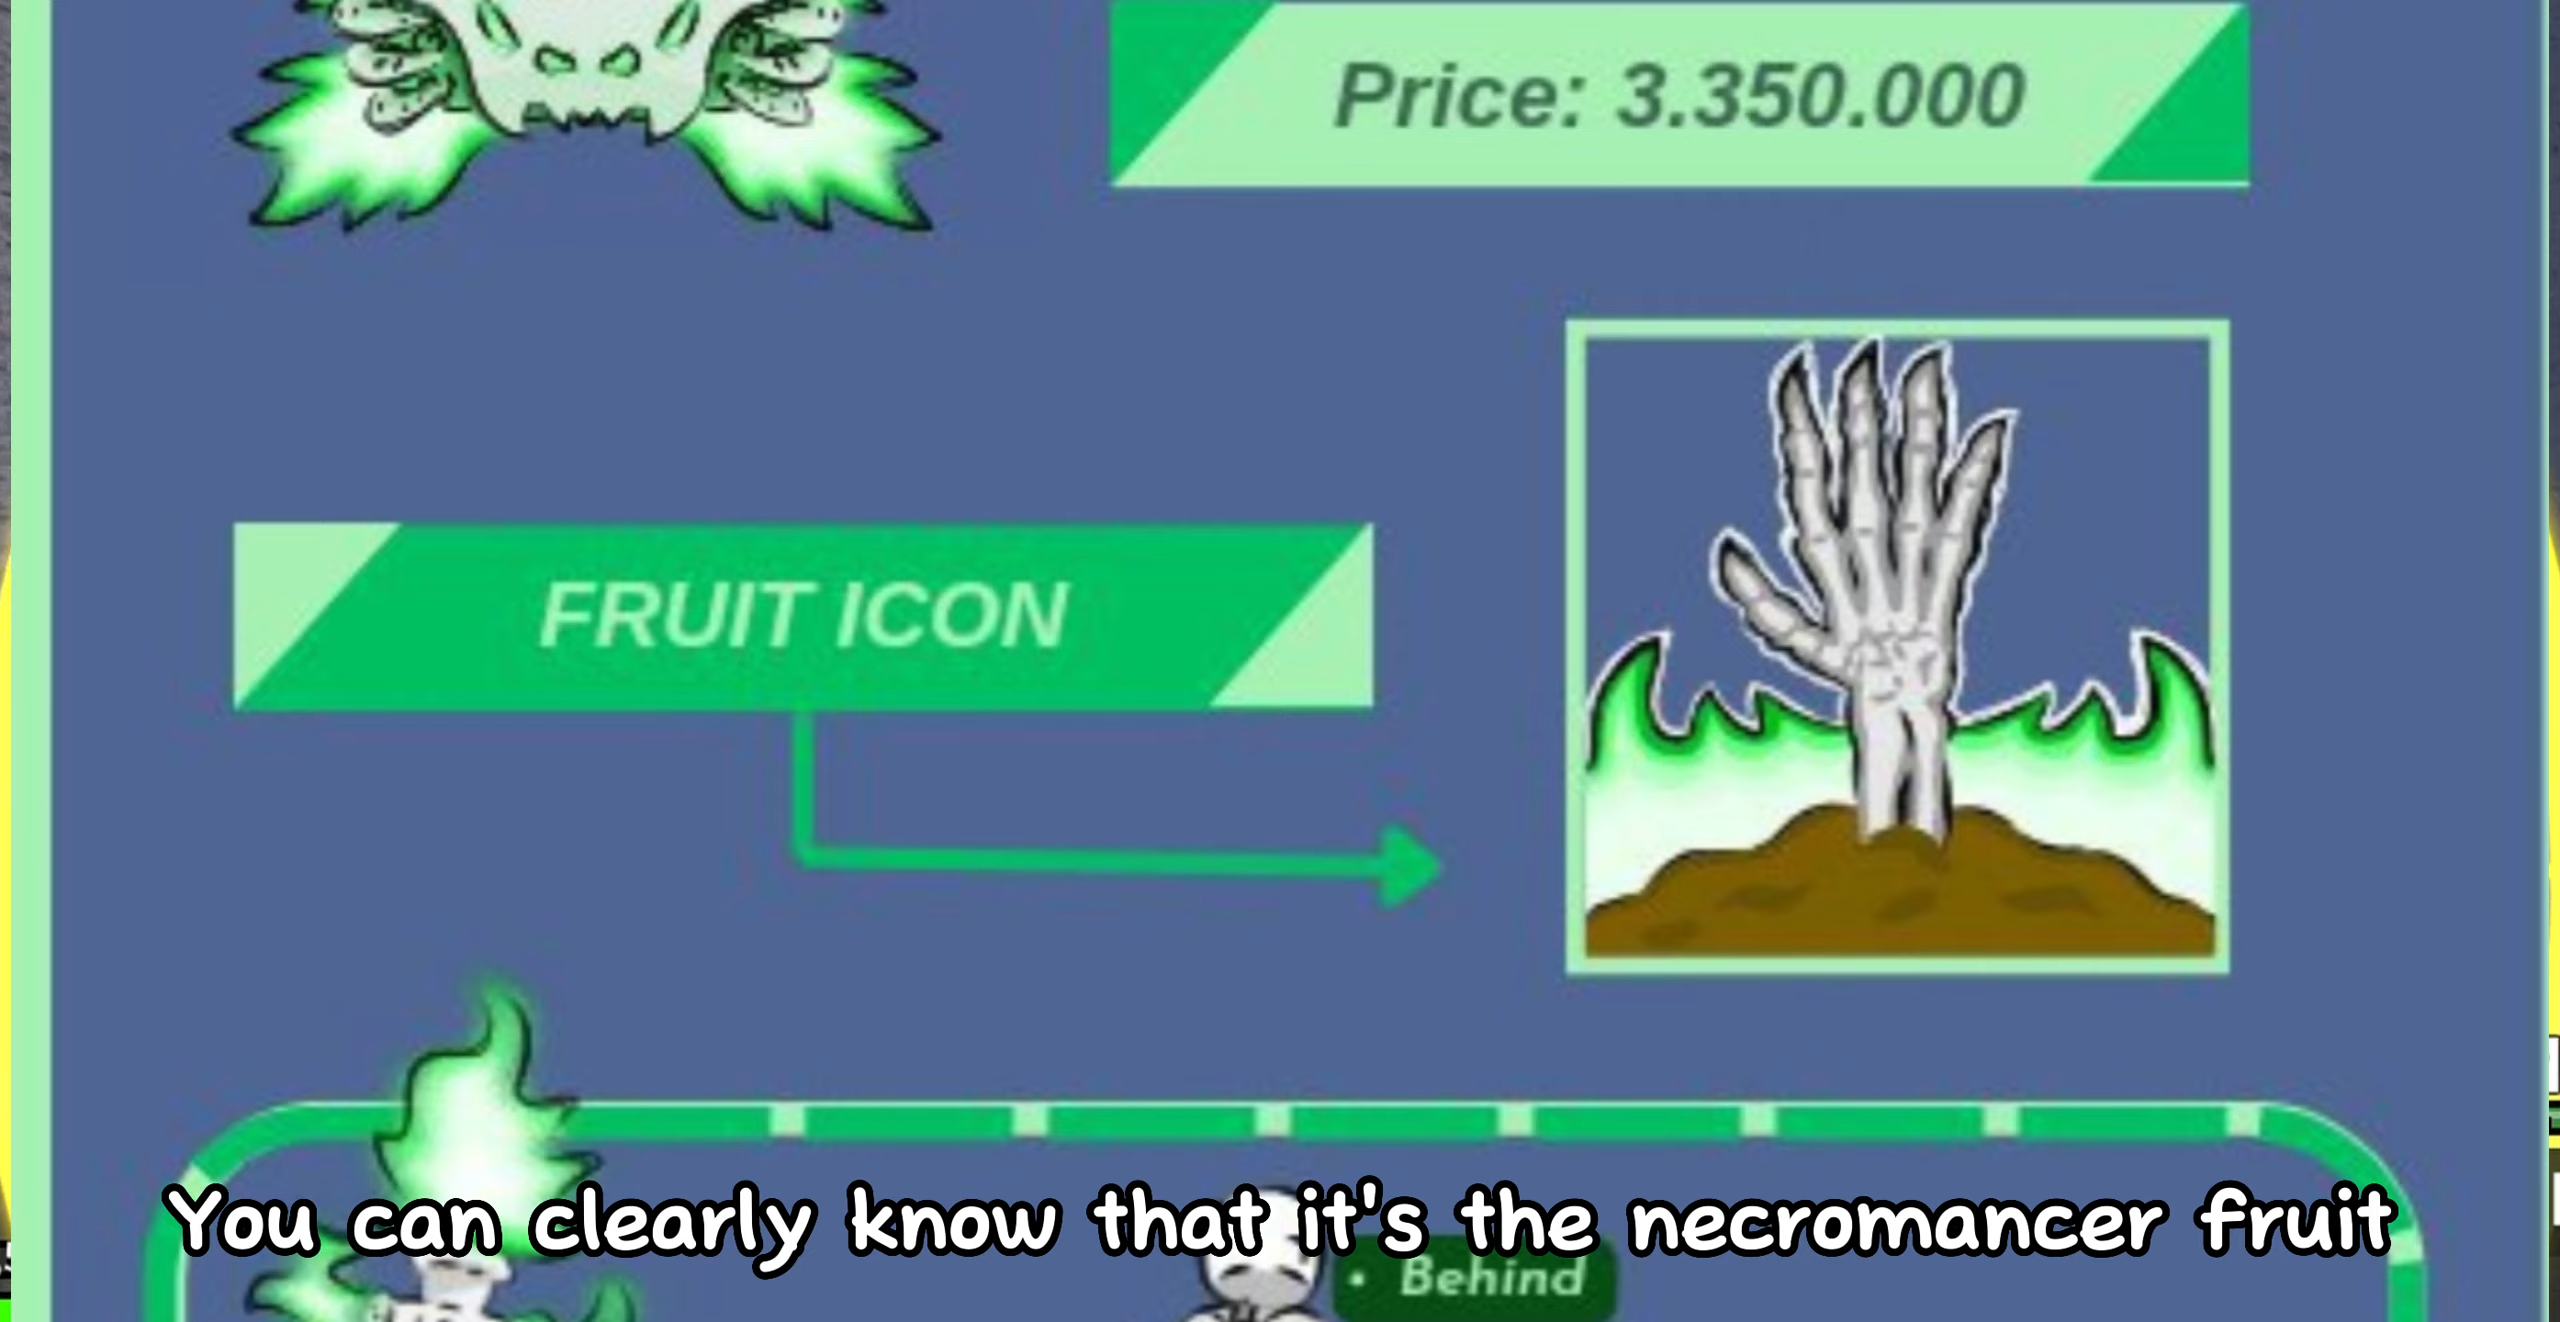 Price: 3.350.000
FRUIT ICON
You can clearly know that it's the necromancer fruit
• Behind